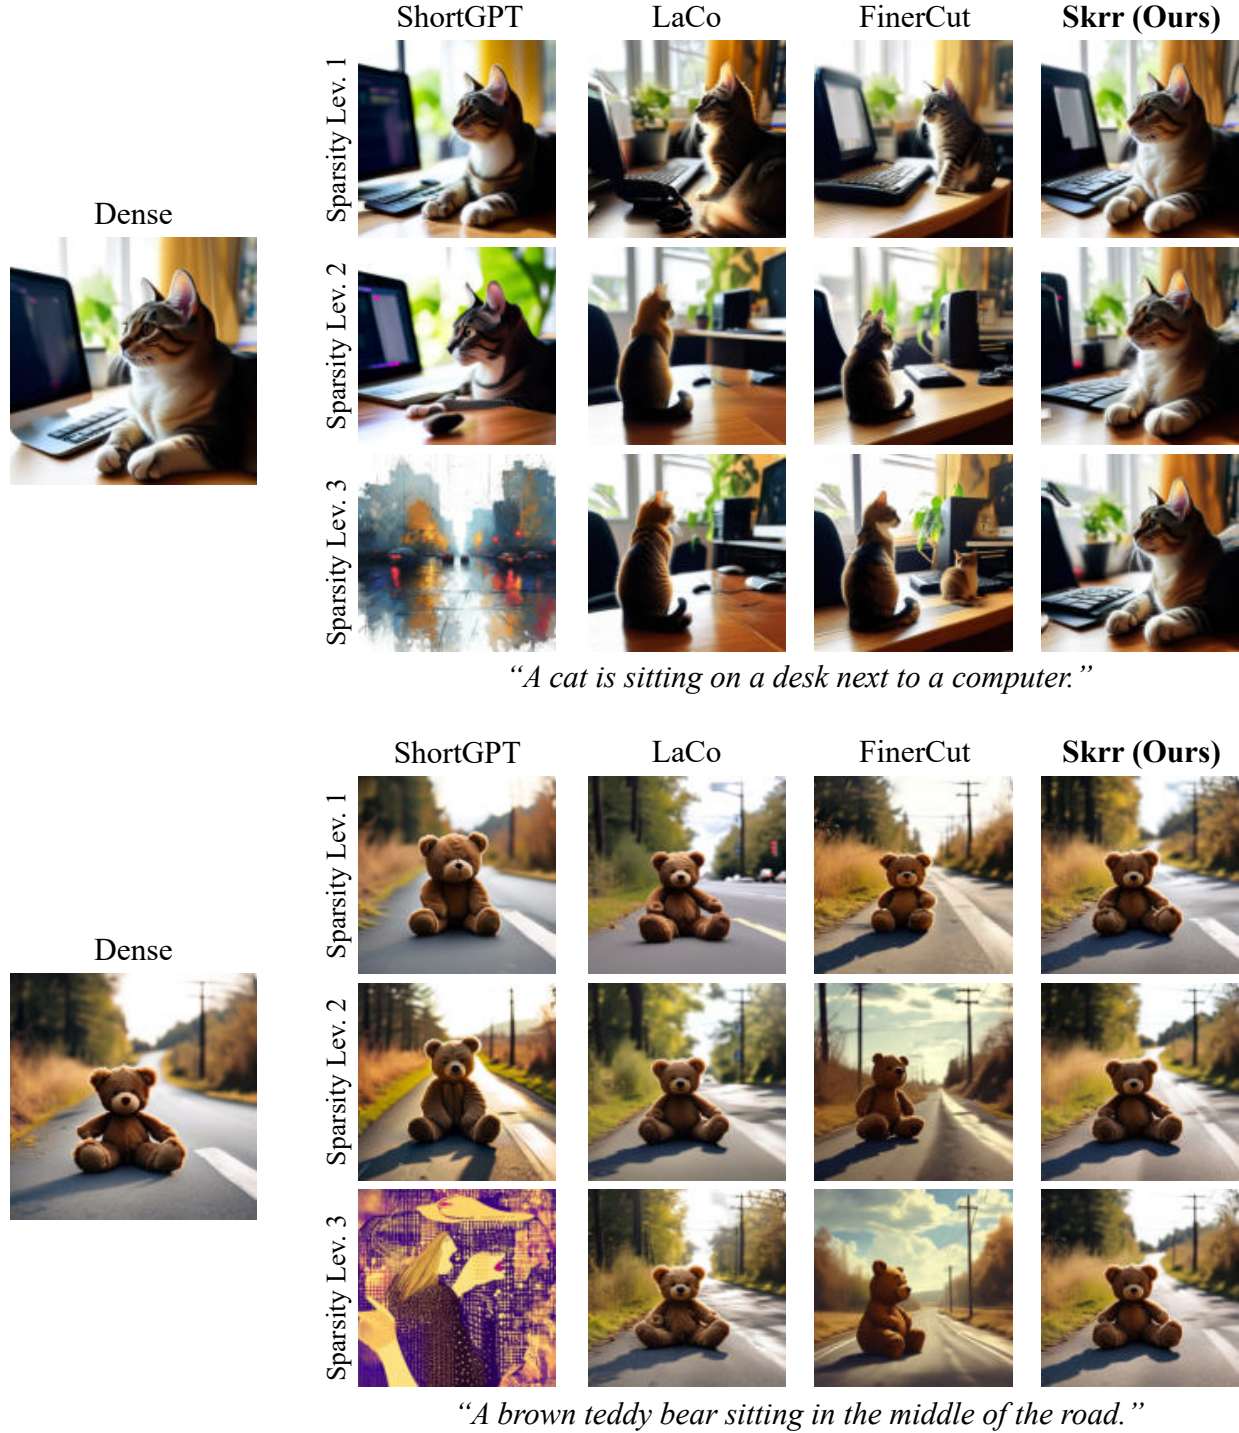 ShortGPT LaCo FinerCut Skrr (Ours)
Sparsity Lev. 1
Dense
Sparsity Lev. 2
Sparsity Lev. 3
“A cat is sitting on a desk next to a computer.”
ShortGPT LaCo FinerCut Skrr (Ours)
Sparsity Lev. 1
Dense
Sparsity Lev. 2
Sparsity Lev. 3
“A brown teddy bear sitting in the middle of the road.”